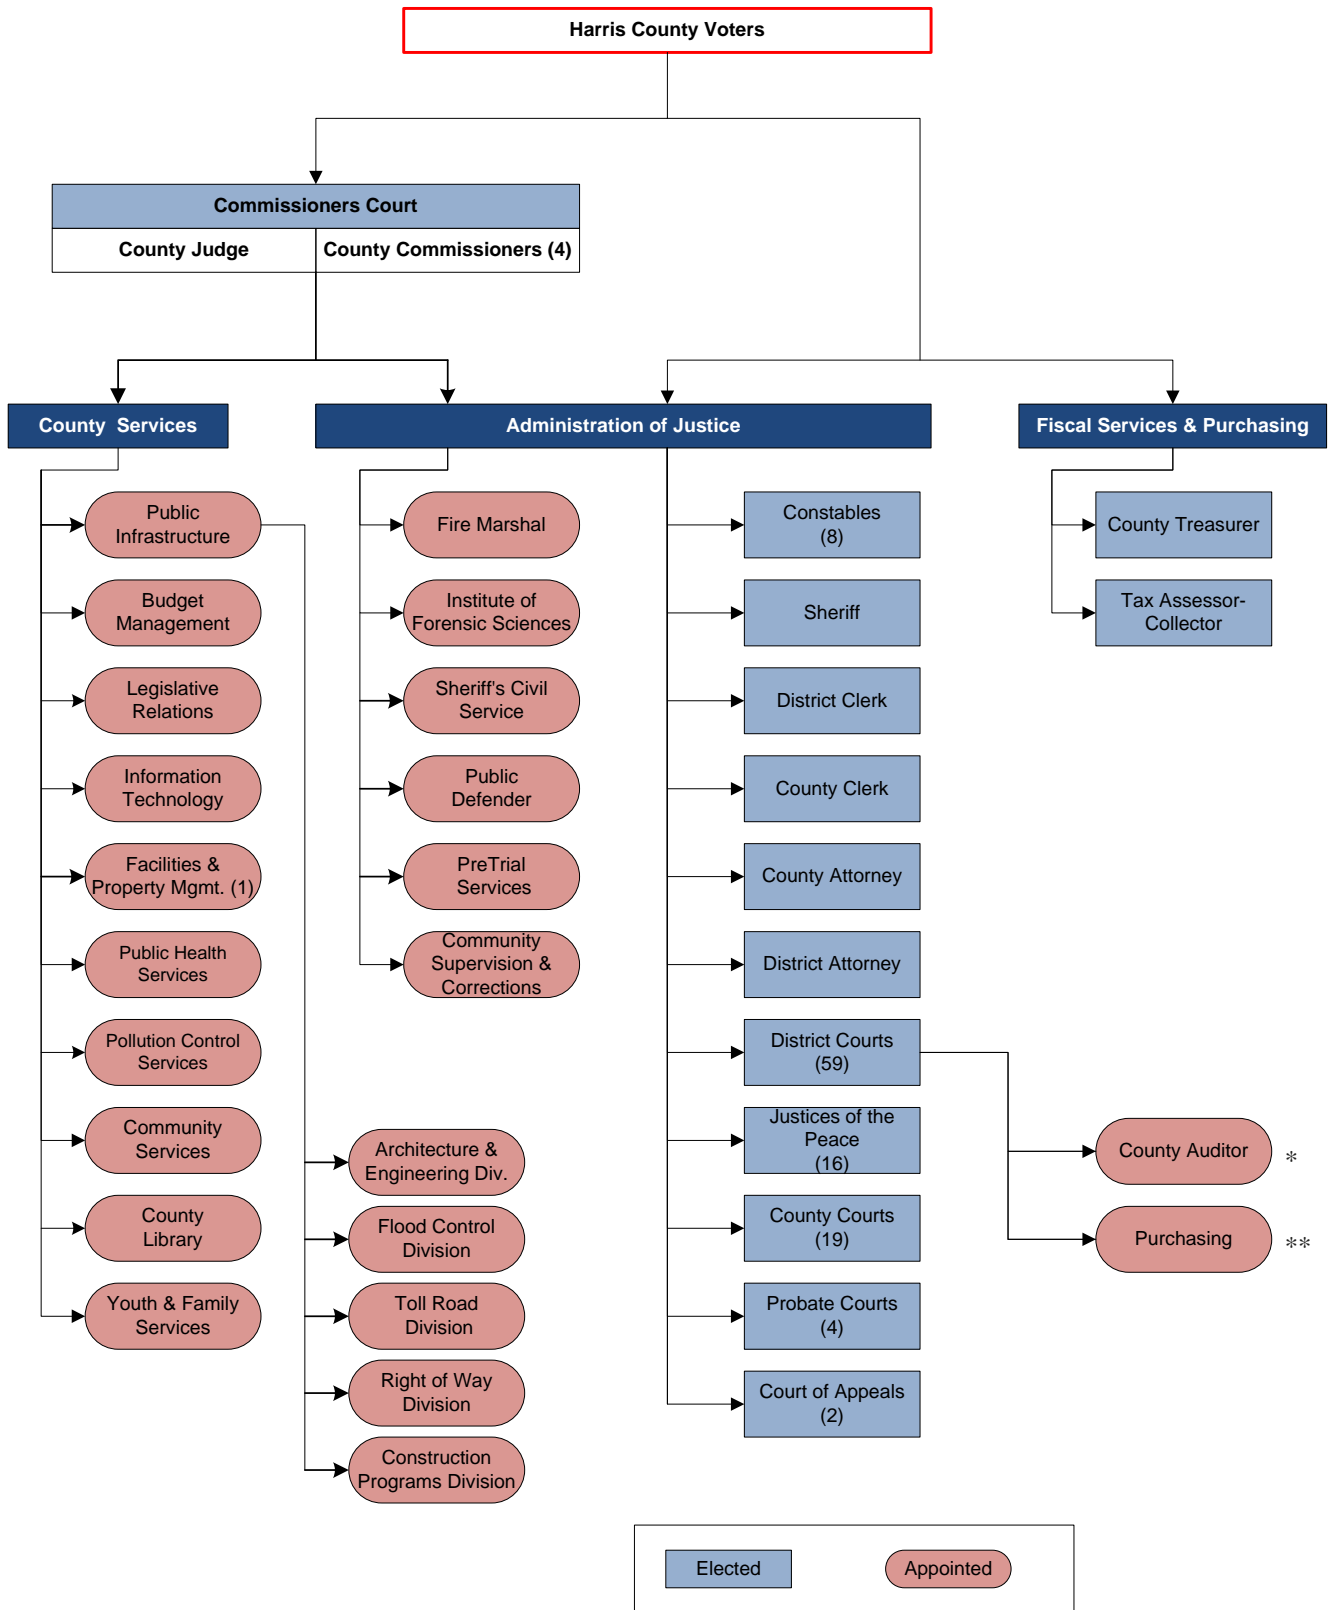 Harris County Voters
Commissioners Court
County Judge
County Commissioners (4)
County Services
Administration of Justice
Fiscal Services & Purchasing
Public
Infrastructure
Budget
Management
Legislative
Relations
Information
Technology
Facilities &
Property Mgmt. (1)
Public Health
Services
Pollution Control
Services
Community
Services
County
Library
Youth & Family
Services
Fire Marshal
Institute of
Forensic Sciences
Sheriff's Civil
Service
Public
Defender
PreTrial
Services
Community
Supervision &
Corrections
Architecture &
Engineering Div.
Flood Control
Division
Toll Road
Division
Right of Way
Division
Construction
Programs Division
Constables
(8)
Sheriff
District Clerk
County Clerk
County Attorney
District Attorney
District Courts
(59)
Justices of the
Peace
(16)
County Courts
(19)
Probate Courts
(4)
Court of Appeals
(2)
County Treasurer
Tax Assessor-
Collector
County Auditor *
Purchasing **
Elected
Appointed